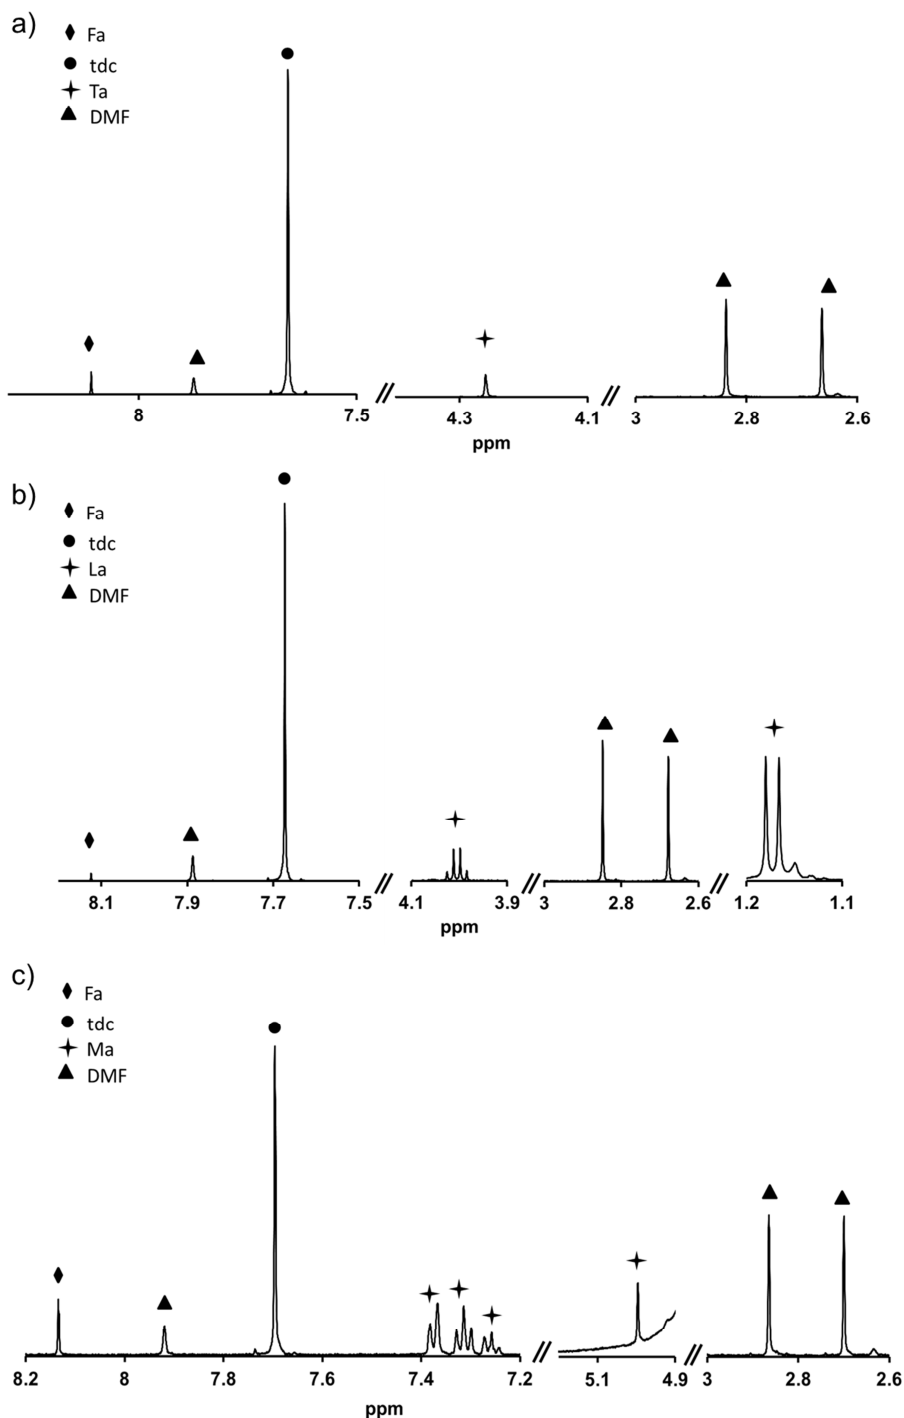 a)
Fa
tdc
Ta
DMF
8 7.5 4.3 4.1 3 2.8 2.6
ppm
b)
Fa
tdc
La
DMF
8.1 7.9 7.7 7.5 4.1 3.9 3 2.8 2.6 1.2 1.1
ppm
c)
Fa
tdc
Ma
DMF
8.2 8 7.8 7.6 7.4 7.2 5.1 4.9 3 2.8 2.6
ppm